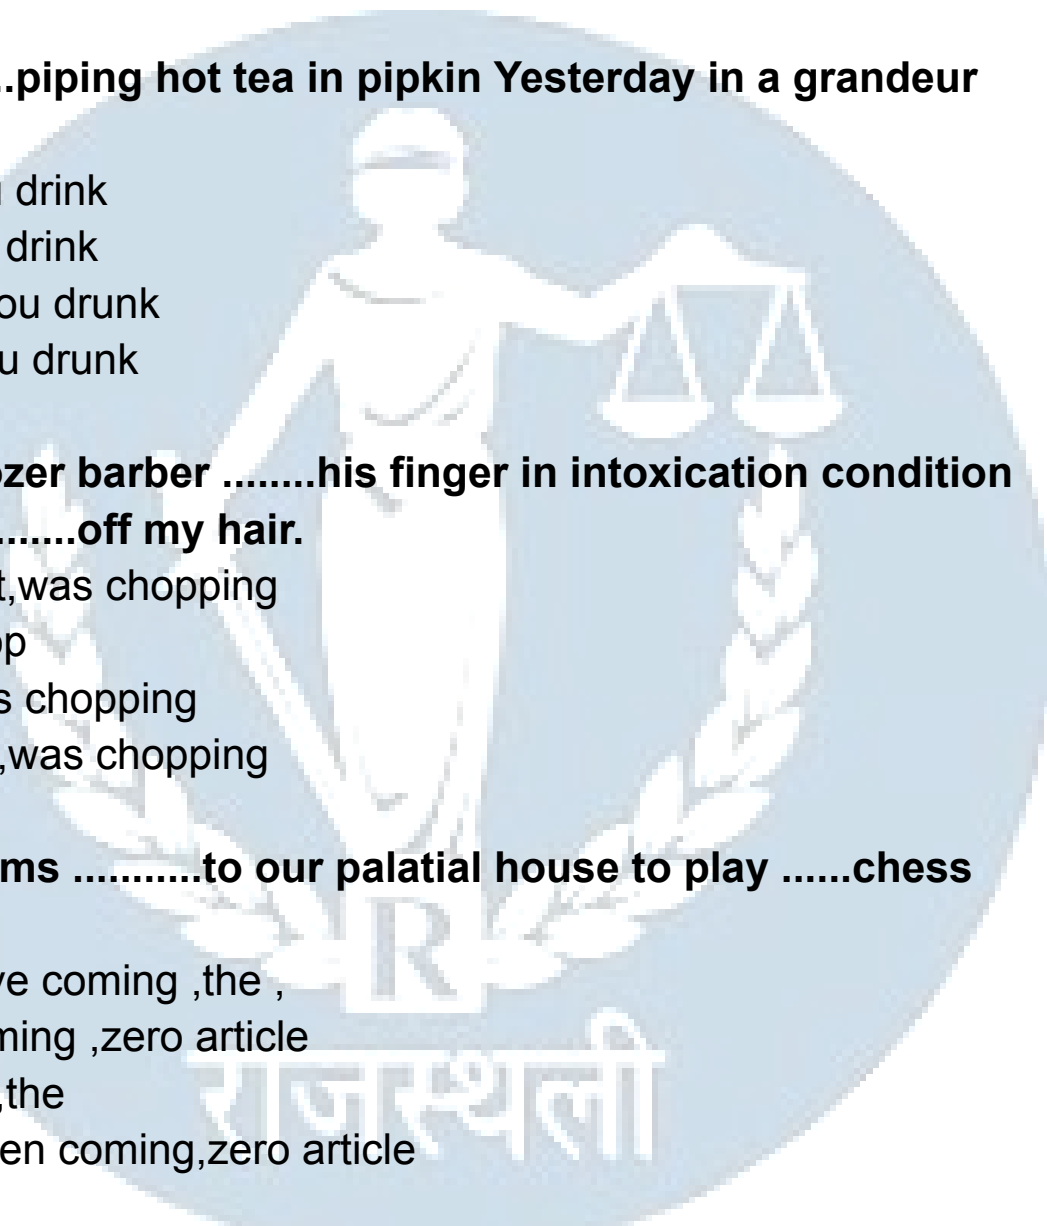 ..piping hot tea in pipkin Yesterday in a grandeur
drink
drink
ou drunk
u drunk
ozer barber ........his finger in intoxication condition
........off my hair.
t,was chopping
op
s chopping
,was chopping
ms ...........to our palatial house to play ......chess
ve coming ,the ,
ming ,zero article
,the
en coming,zero article
R
राजस्थली